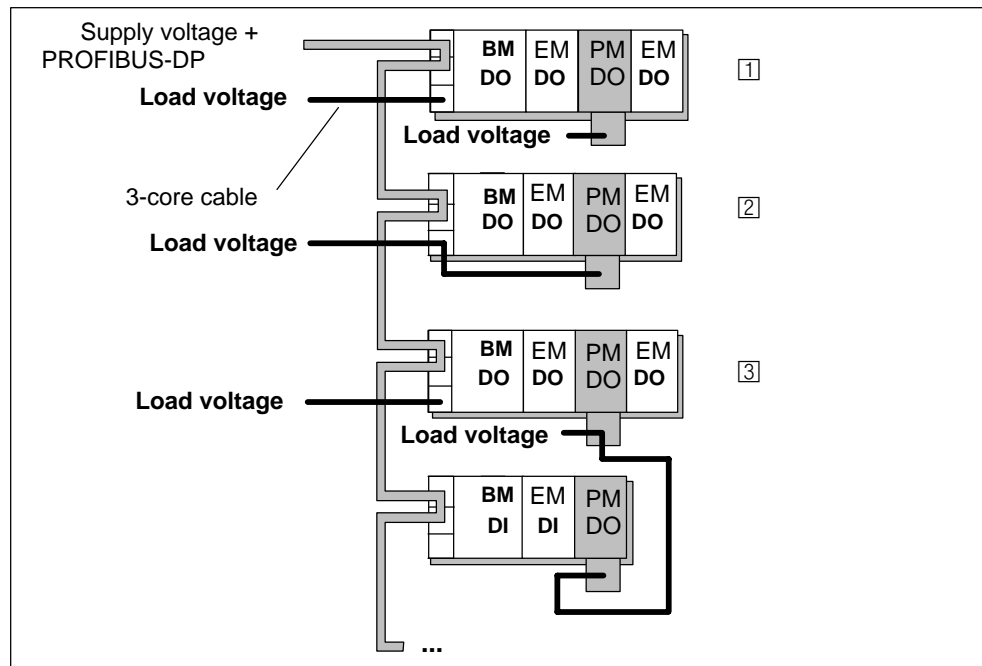 Supply voltage +
PROFIBUS-DP
BM EM PM EM
DO DO DO DO
1
Load voltage
Load voltage
3-core cable
BM EM PM EM
DO DO DO DO
2
Load voltage
BM EM PM EM
DO DO DO DO
3
Load voltage
Load voltage
BM EM PM
DI DI DO
...